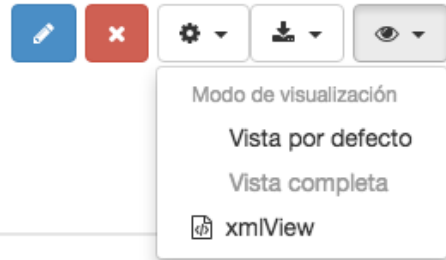 Modo de visualización
Vista por defecto
Vista completa
xmlView